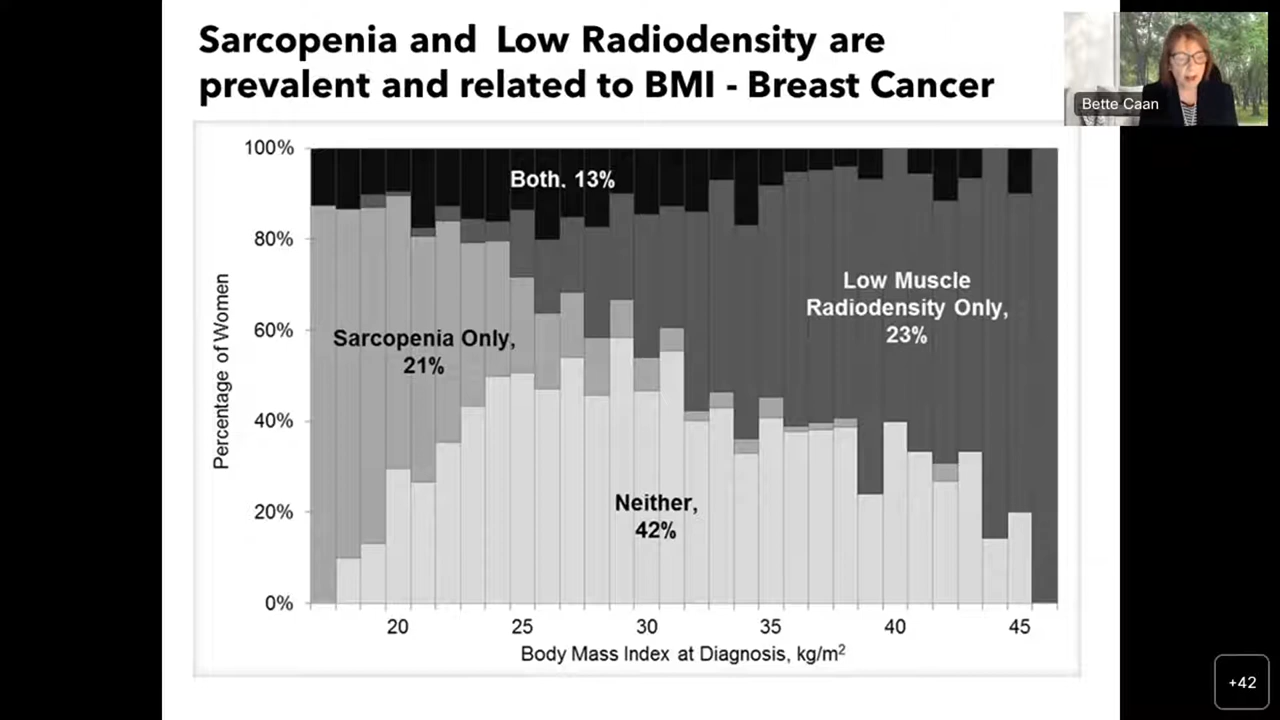 Sarcopenia and Low Radiodensity are
prevalent and related to BMI - Breast Cancer
Bette Caan
100%
80%
60%
40%
20%
0%
Percentage of Women
Both. 13%
Sarcopenia Only,
21%
Low Muscle
Radiodensity Only,
23%
Neither,
42%
20 25 30 35 40 45
Body Mass Index at Diagnosis, kg/m²
+42